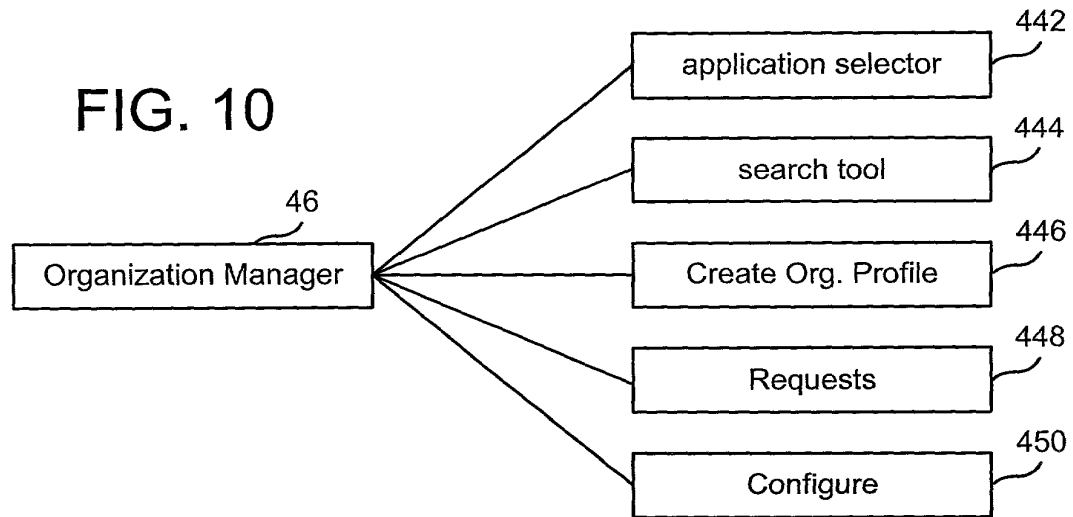 FIG. 10
46
Organization Manager
442
application selector
444
search tool
446
Create Org. Profile
448
Requests
450
Configure